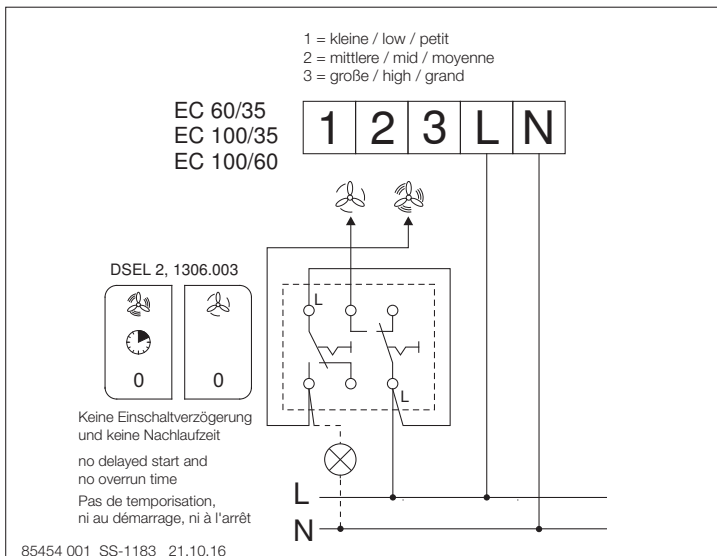 1 = kleine / low / petit
2 = mittlere / mid / moyenne
3 = große / high / grand
EC 60/35
EC 100/35
EC 100/60
1 2 3 L N
DSEL 2, 1306.003
0 0
L
L
Keine Einschaltverzögerung
und keine Nachlaufzeit
no delayed start and
no overrun time
Pas de temporisation,
ni au démarrage, ni à l'arrêt
L
N
85454 001 SS-1183 21.10.16